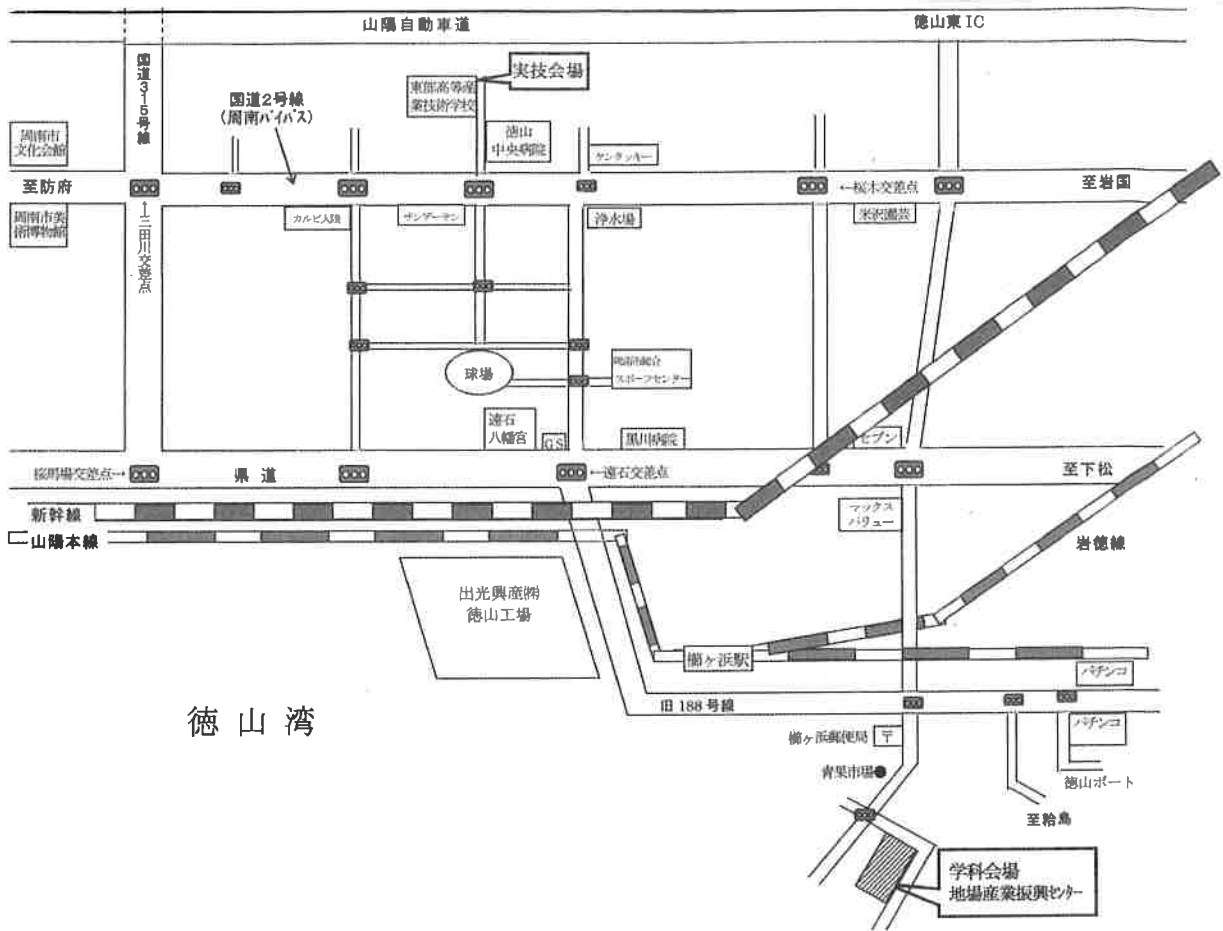 山陽自動車道
徳山東IC
国道315号線
国道2号線
(周南バイパス)
東部高等産
業技術学校
実技会場
周南市
文化会館
徳山
中央病院
ケンタッキー
至防府
←桜木交差点
至岩国
周南市美
術博物館
←三田川交差点
カルビ大将
サンデーサン
浄水場
米沢園芸
球場
スポーツセンター
遠石
八幡宮
GS
黒川病院
セブン
桜馬場交差点→
県道
←遠石交差点
至下松
新幹線
マックス
バリュー
山陽本線
岩徳線
出光興産㈱
徳山工場
櫛ヶ浜駅
パチンコ
徳山湾
旧188号線
櫛ヶ浜郵便局
〒
パチンコ
青果市場●
徳山ボート
至粭島
学科会場
地場産業振興センター